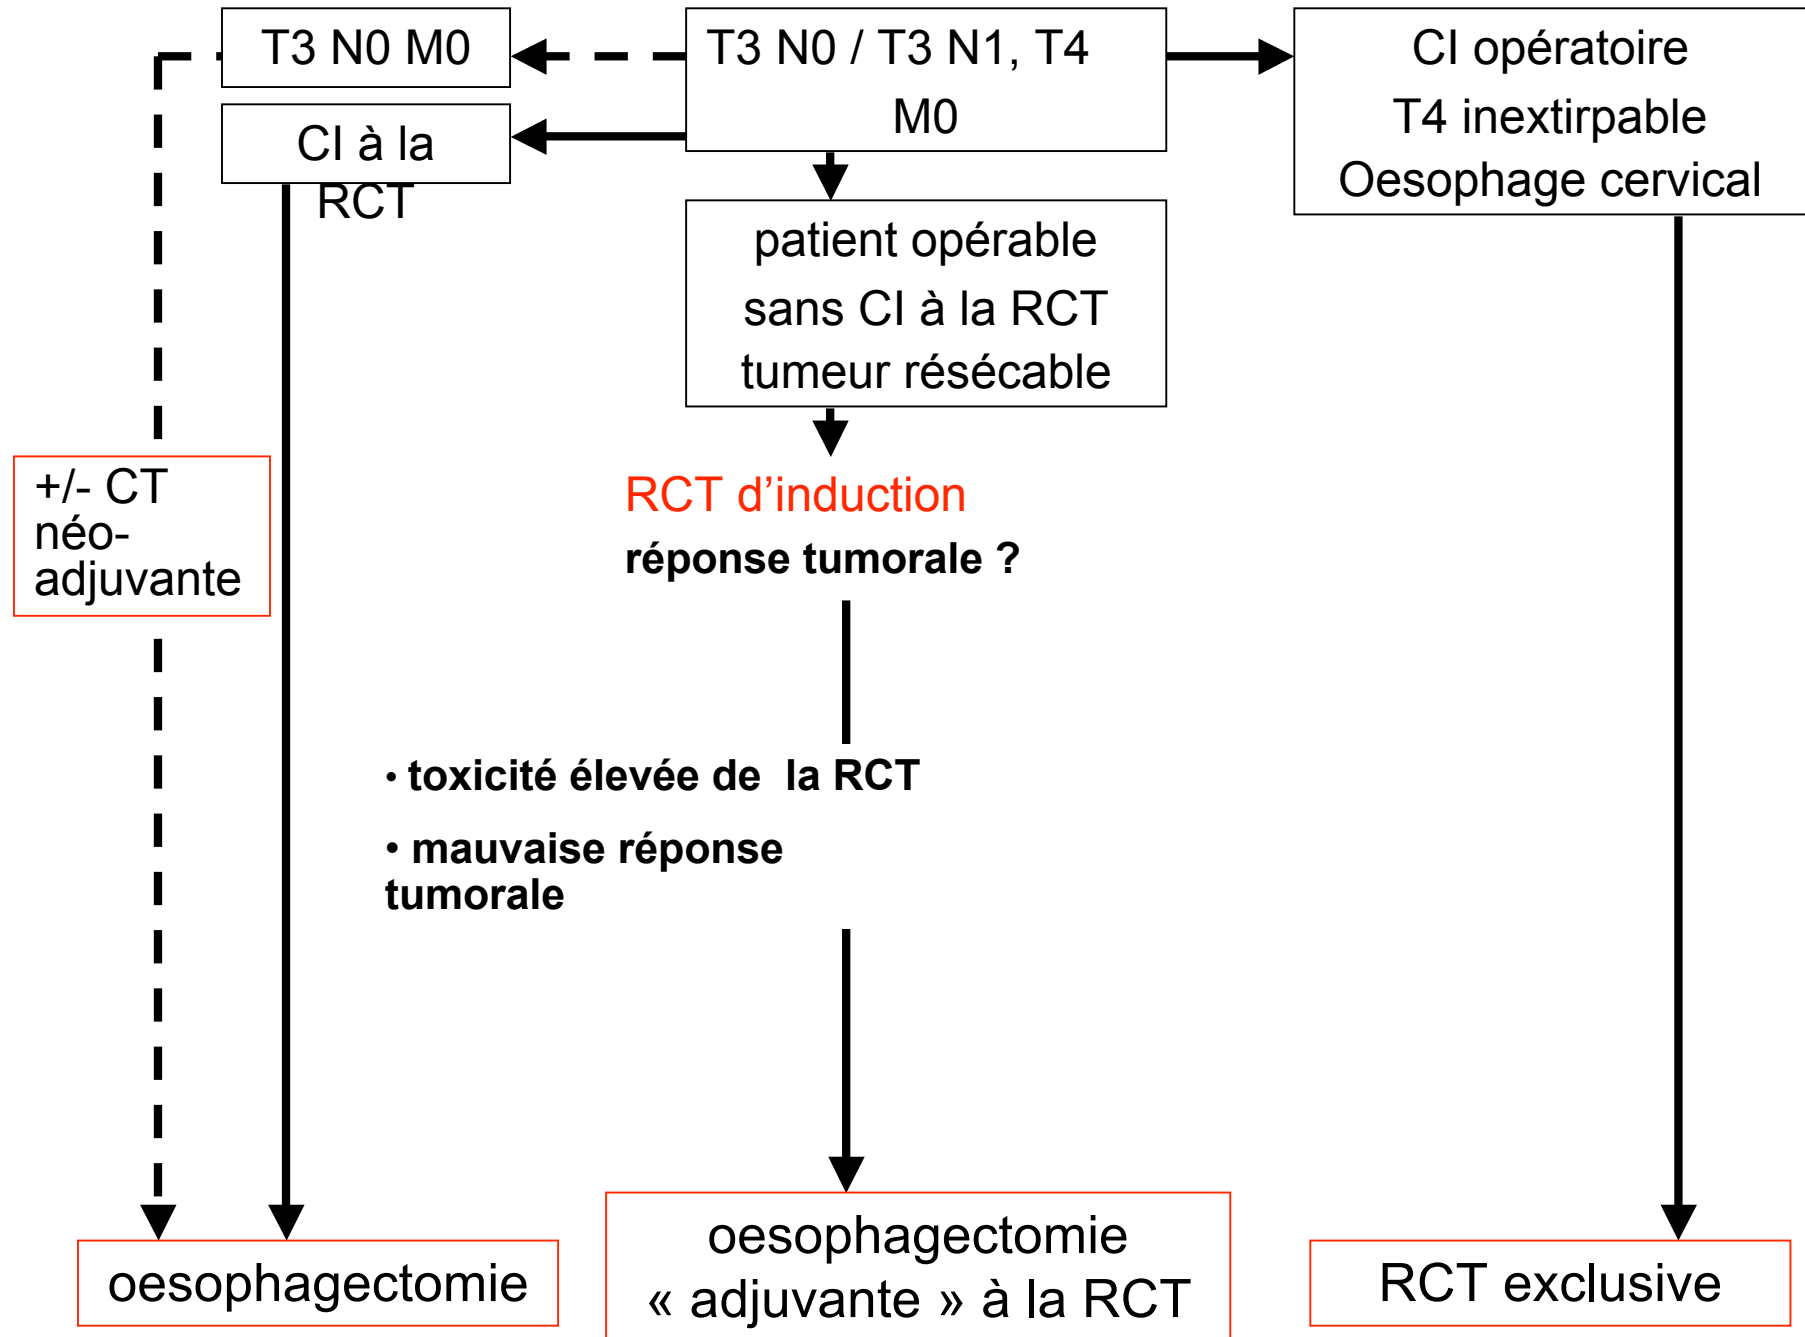 T3 N0 M0
T3 N0 / T3 N1, T4
M0
CI opératoire
T4 inextirpable
Oesophage cervical
CI à la
RCT
patient opérable
sans CI à la RCT
tumeur résécable
+/- CT
néo-
adjuvante
RCT d’induction
réponse tumorale ?
• toxicité élevée de la RCT
• mauvaise réponse
tumorale
oesophagectomie
oesophagectomie
« adjuvante » à la RCT
RCT exclusive